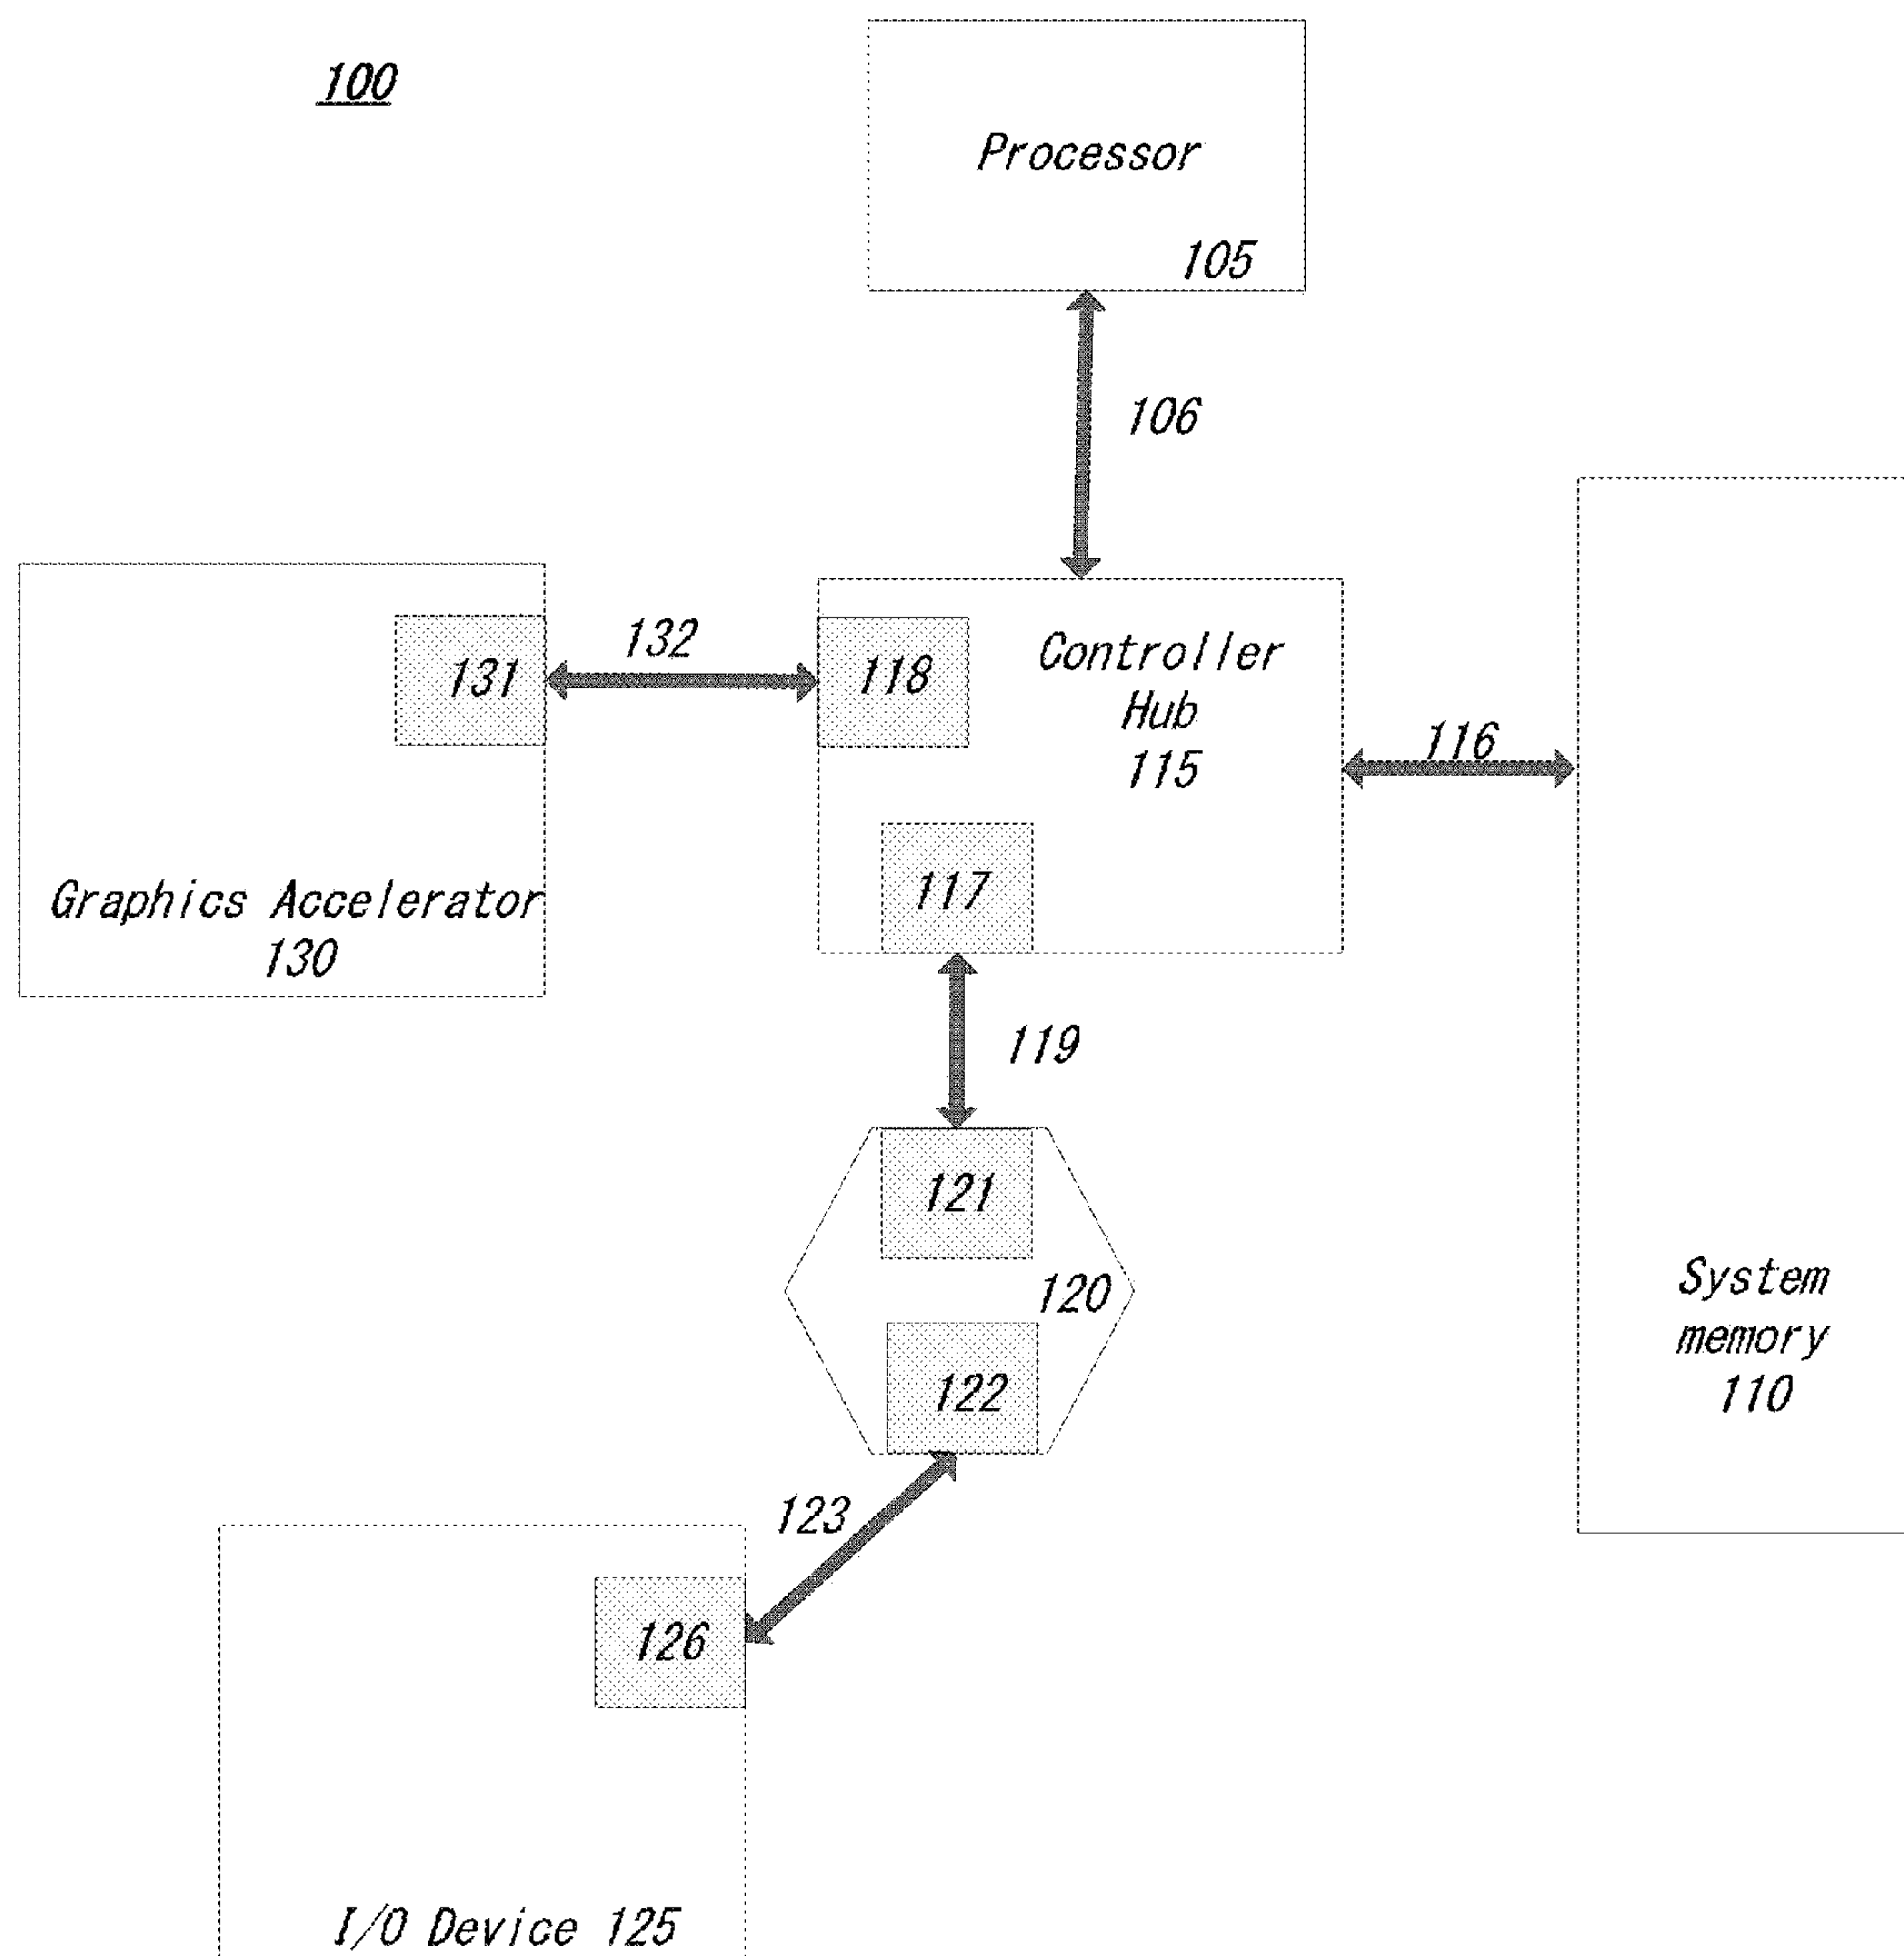 100
Processor
105
106
132
131
118
Controller
Hub
115
116
117
Graphics Accelerator
130
119
121
120
122
System
memory
110
123
126
I/O Device 125